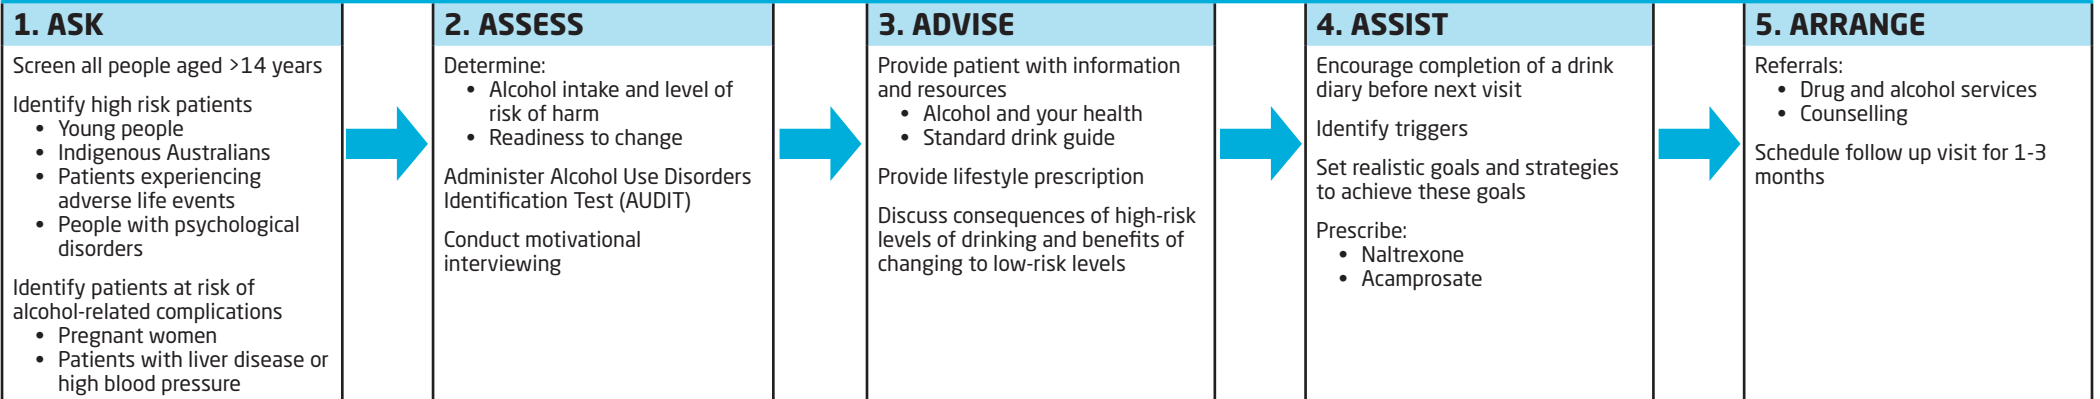 1. ASK
Screen all people aged >14 years
Identify high risk patients
• Young people
• Indigenous Australians
• Patients experiencing
adverse life events
• People with psychological
disorders
Identify patients at risk of
alcohol-related complications
• Pregnant women
• Patients with liver disease or
high blood pressure
2. ASSESS
Determine:
• Alcohol intake and level of
risk of harm
• Readiness to change
Administer Alcohol Use Disorders
Identification Test (AUDIT)
Conduct motivational
interviewing
3. ADVISE
Provide patient with information
and resources
• Alcohol and your health
• Standard drink guide
Provide lifestyle prescription
Discuss consequences of high-risk
levels of drinking and benefits of
changing to low-risk levels
4. ASSIST
Encourage completion of a drink
diary before next visit
Identify triggers
Set realistic goals and strategies
to achieve these goals
Prescribe:
• Naltrexone
• Acamprosate
5. ARRANGE
Referrals:
• Drug and alcohol services
• Counselling
Schedule follow up visit for 1-3
months